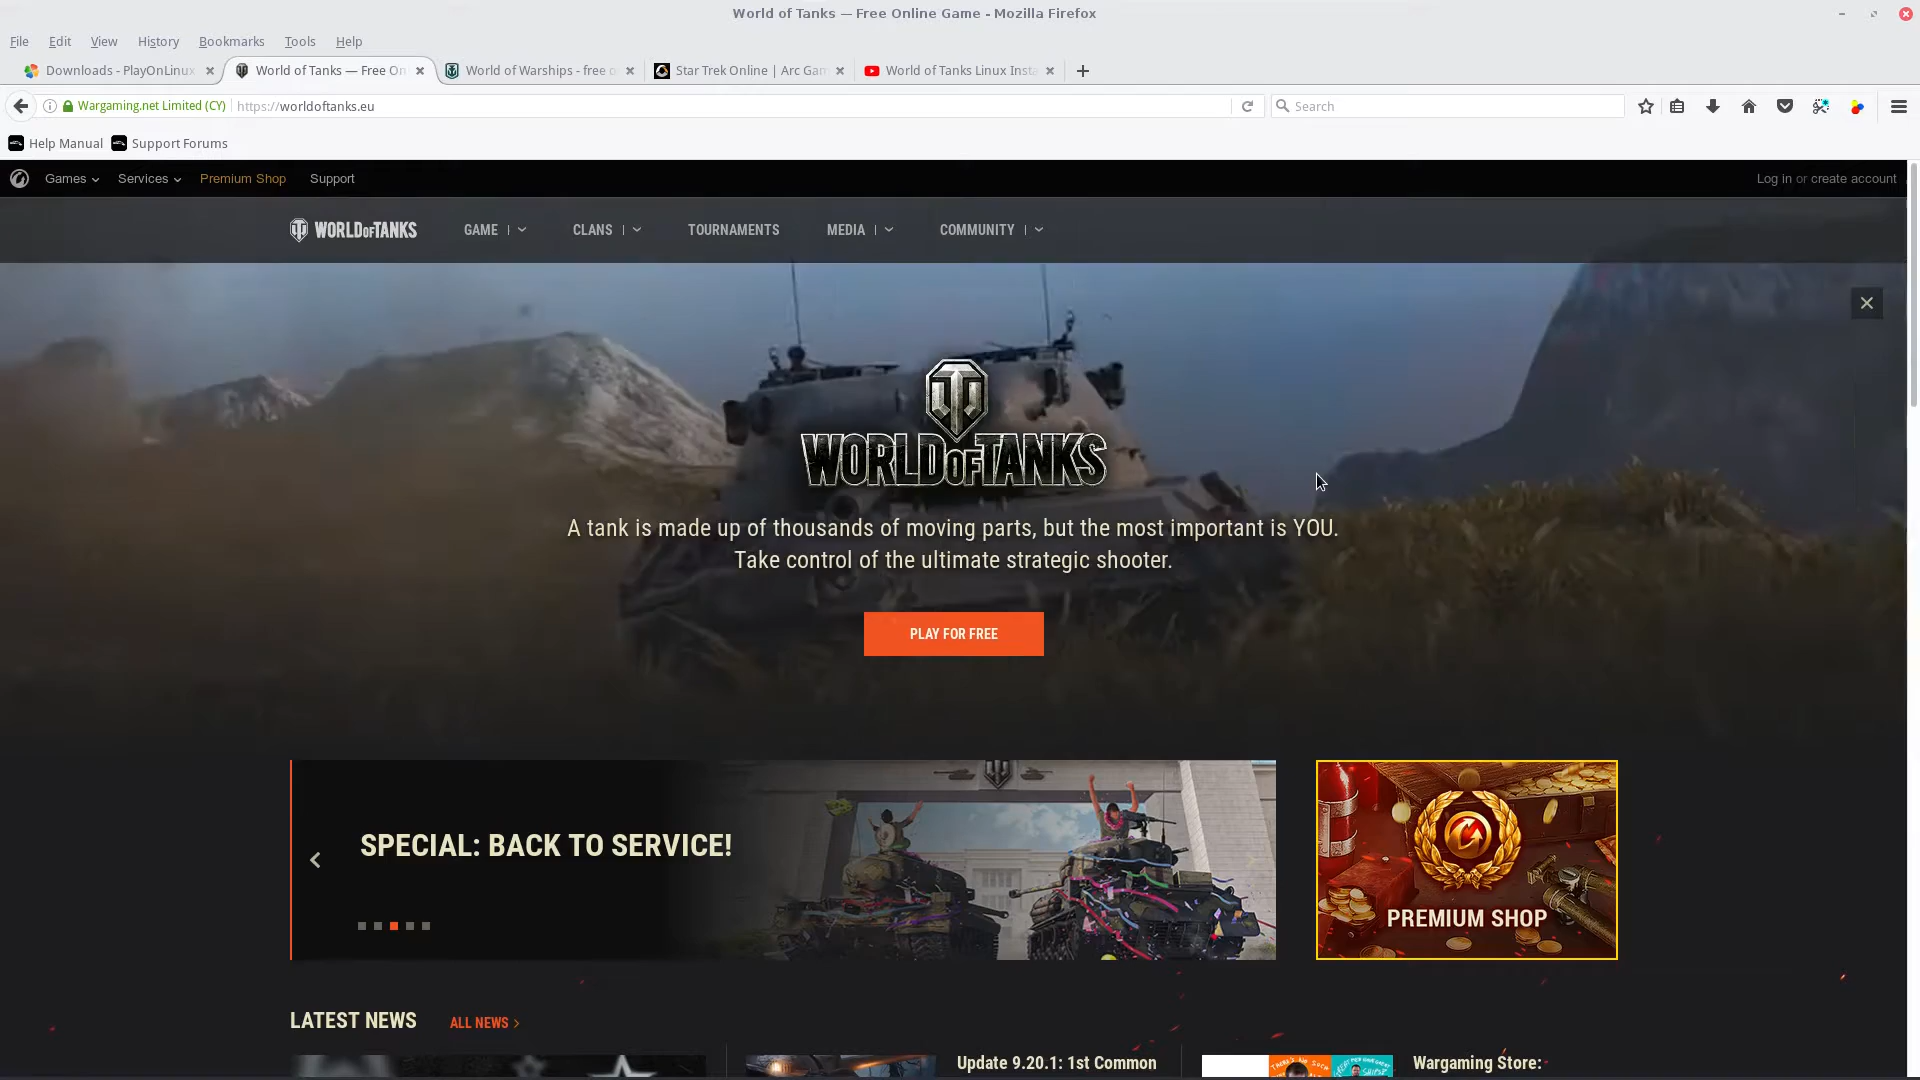 World of Tanks — Free Online Game - Mozilla Firefox
File Edit View History Bookmarks Tools Help
Downloads - PlayOnLinux
World of Tanks — Free On
World of Warships - free o
Star Trek Online | Arc Gam
World of Tanks Linux Insta
Wargaming.net Limited (CY) https://worldoftanks.eu
Search
Help Manual Support Forums
Games Services Premium Shop Support
Log in or create account
WORLD OF TANKS GAME CLANS TOURNAMENTS MEDIA COMMUNITY
WORLD OF TANKS
A tank is made up of thousands of moving parts, but the most important is YOU.
Take control of the ultimate strategic shooter.
PLAY FOR FREE
SPECIAL: BACK TO SERVICE!
PREMIUM SHOP
LATEST NEWS ALL NEWS
Update 9.20.1: 1st Common
Wargaming Store: